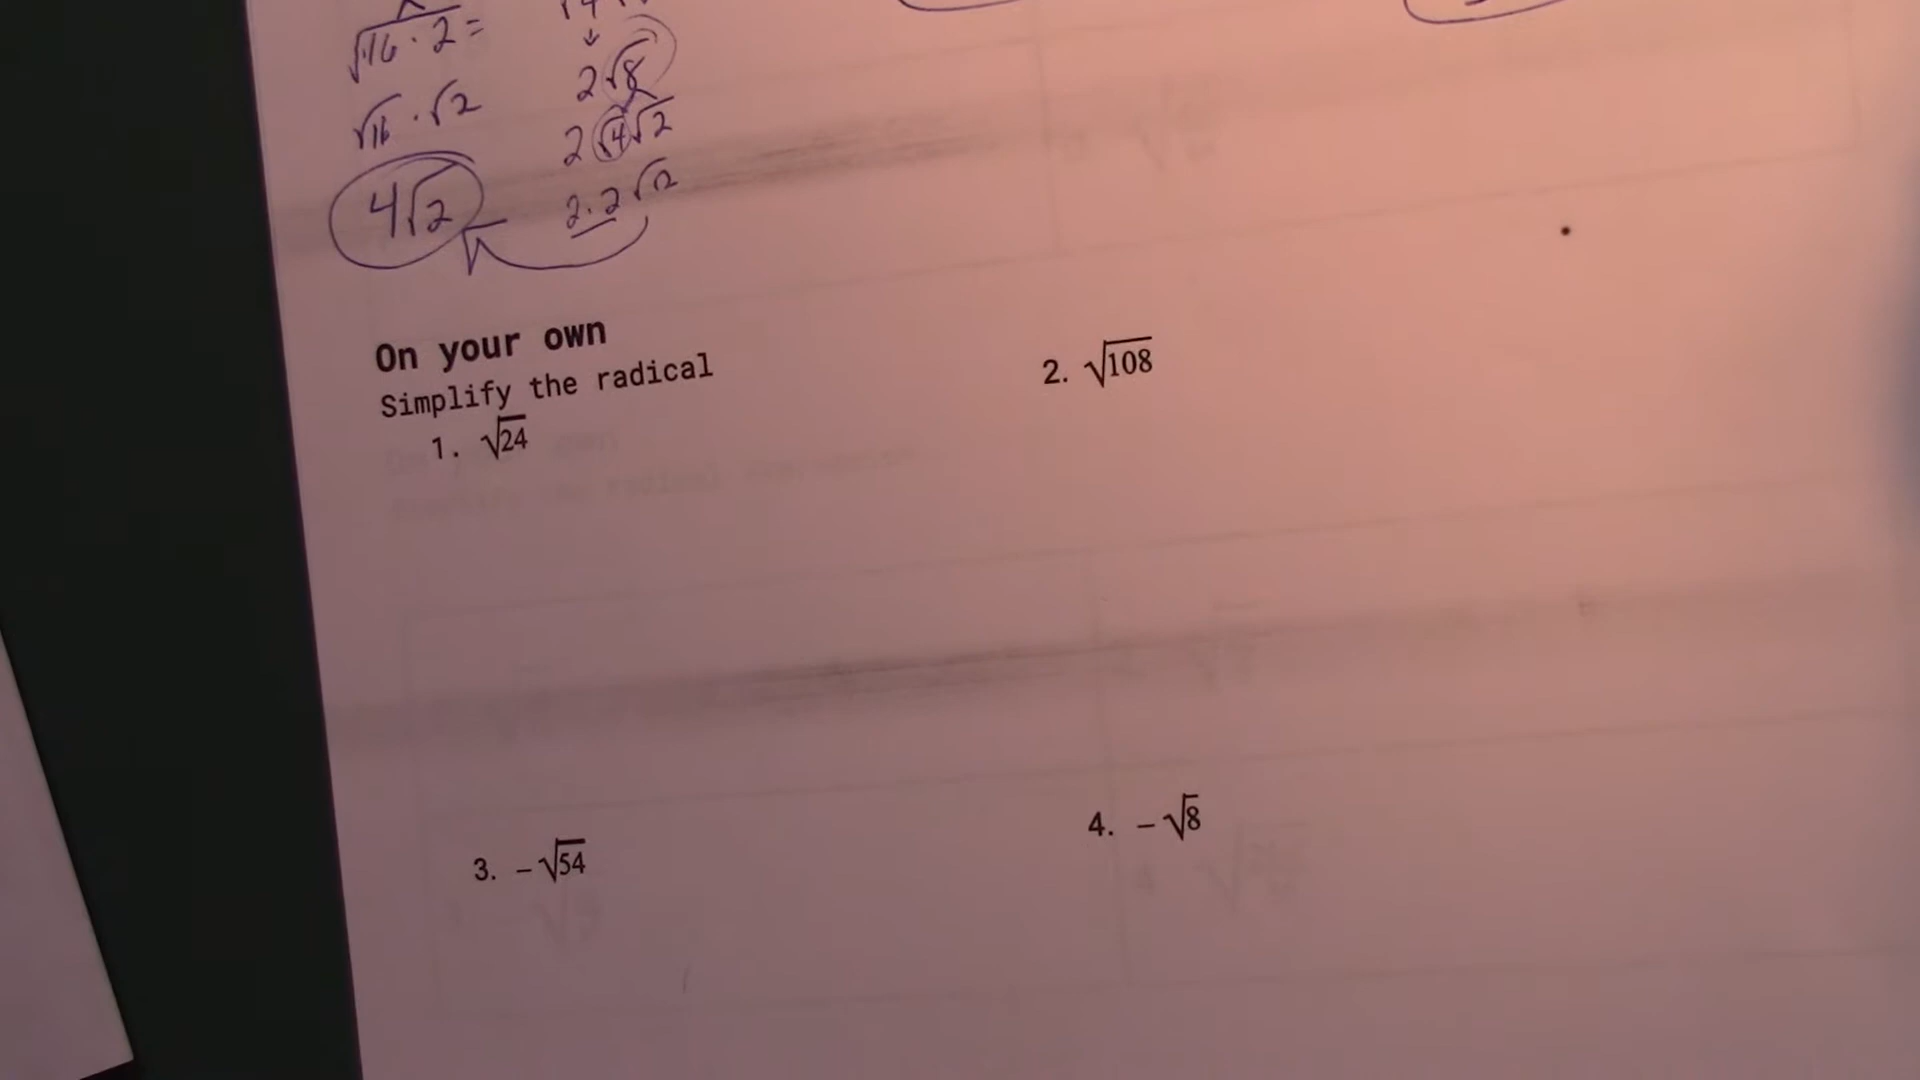 √16 · 2 =
√16 · √2
4√2
2√8
2√4√2
2·2√2
On your own
Simplify the radical
1. √24
2. √108
3. −√54
4. −√8